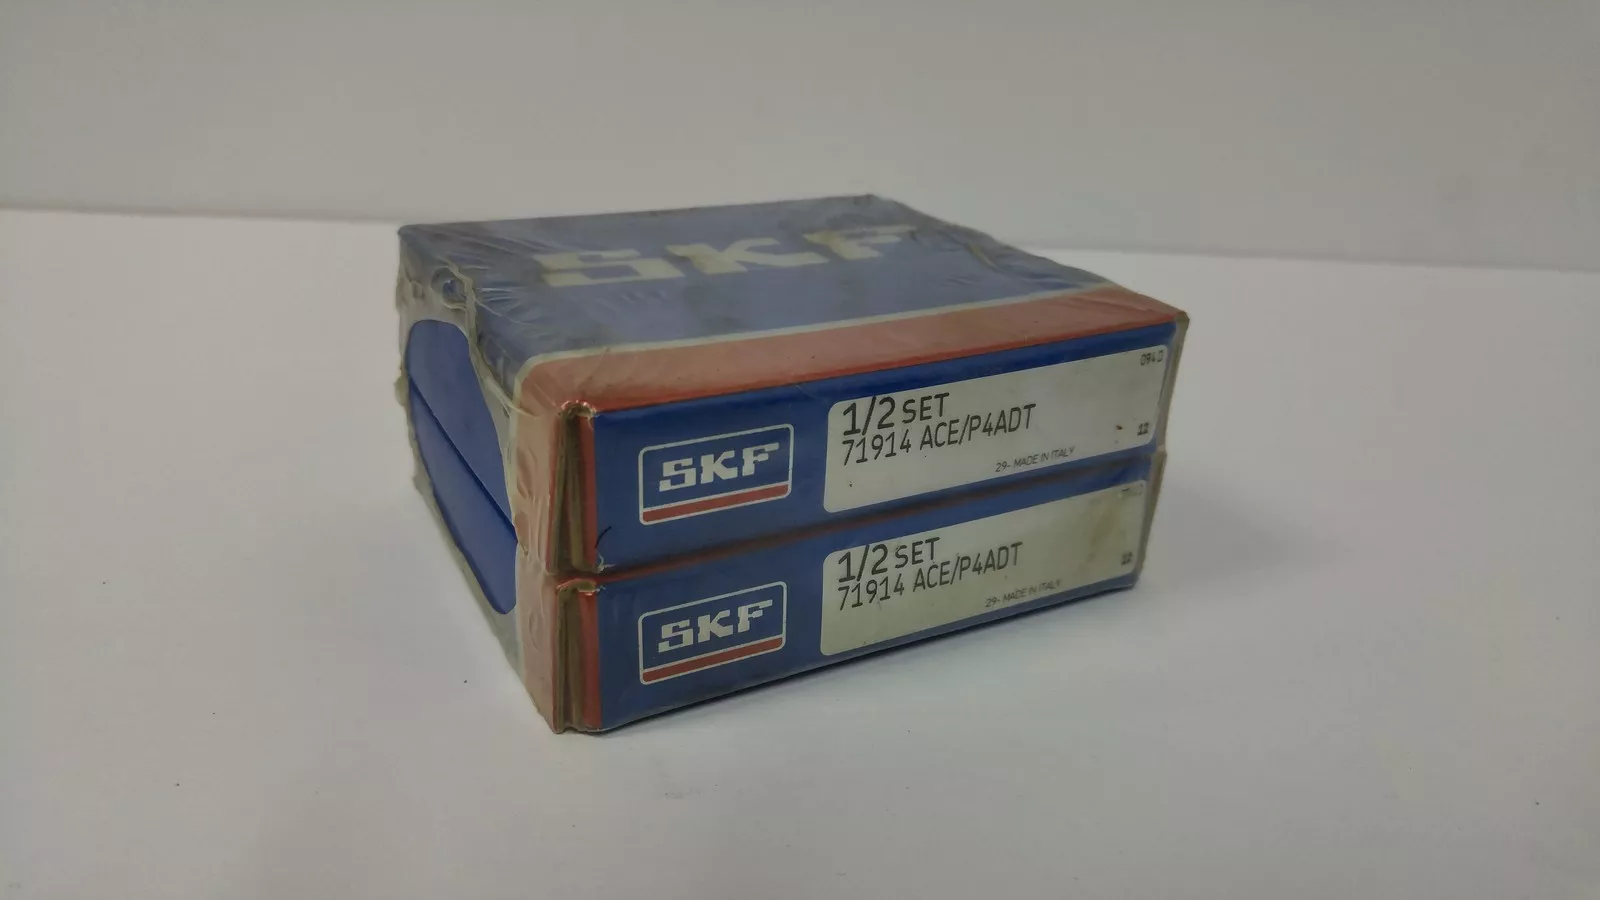 SKF
SKF
1/2 SET
71914 ACE/P4ADT
29- MADE IN ITALY
094D
12
SKF
1/2 SET
71914 ACE/P4ADT
29- MADE IN ITALY
12